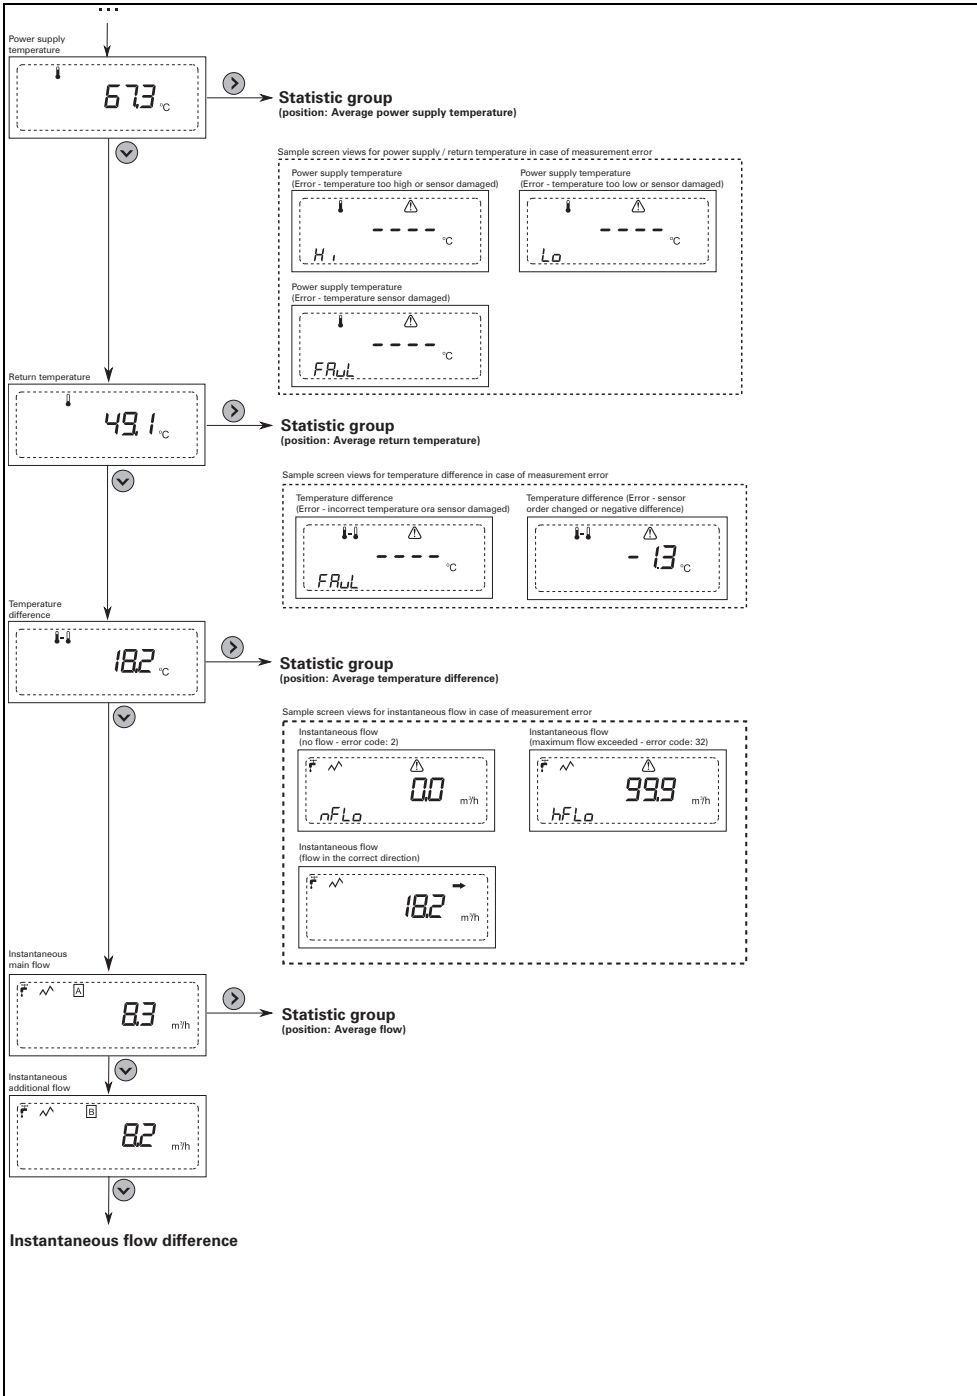 ...
Power supply
temperature
67.3 °C
Statistic group
(position: Average power supply temperature)
Sample screen views for power supply / return temperature in case of measurement error
Power supply temperature
(Error - temperature too high or sensor damaged)
- - - -
°C
Hi
Power supply temperature
(Error - temperature too low or sensor damaged)
- - - -
°C
Lo
Power supply temperature
(Error - temperature sensor damaged)
- - - -
°C
FAuL
Return temperature
49.1 °C
Statistic group
(position: Average return temperature)
Sample screen views for temperature difference in case of measurement error
Temperature difference
(Error - incorrect temperature ora sensor damaged)
- - - -
°C
FAuL
Temperature difference (Error - sensor
order changed or negative difference)
- 1.3 °C
Temperature
difference
18.2 °C
Statistic group
(position: Average temperature difference)
Sample screen views for instantaneous flow in case of measurement error
Instantaneous flow
(no flow - error code: 2)
0.0 m³/h
nFLo
Instantaneous flow
(maximum flow exceeded - error code: 32)
99.9 m³/h
hFLo
Instantaneous flow
(flow in the correct direction)
18.2 m³/h
Instantaneous
main flow
A
8.3 m³/h
Statistic group
(position: Average flow)
Instantaneous
additional flow
B
8.2 m³/h
Instantaneous flow difference